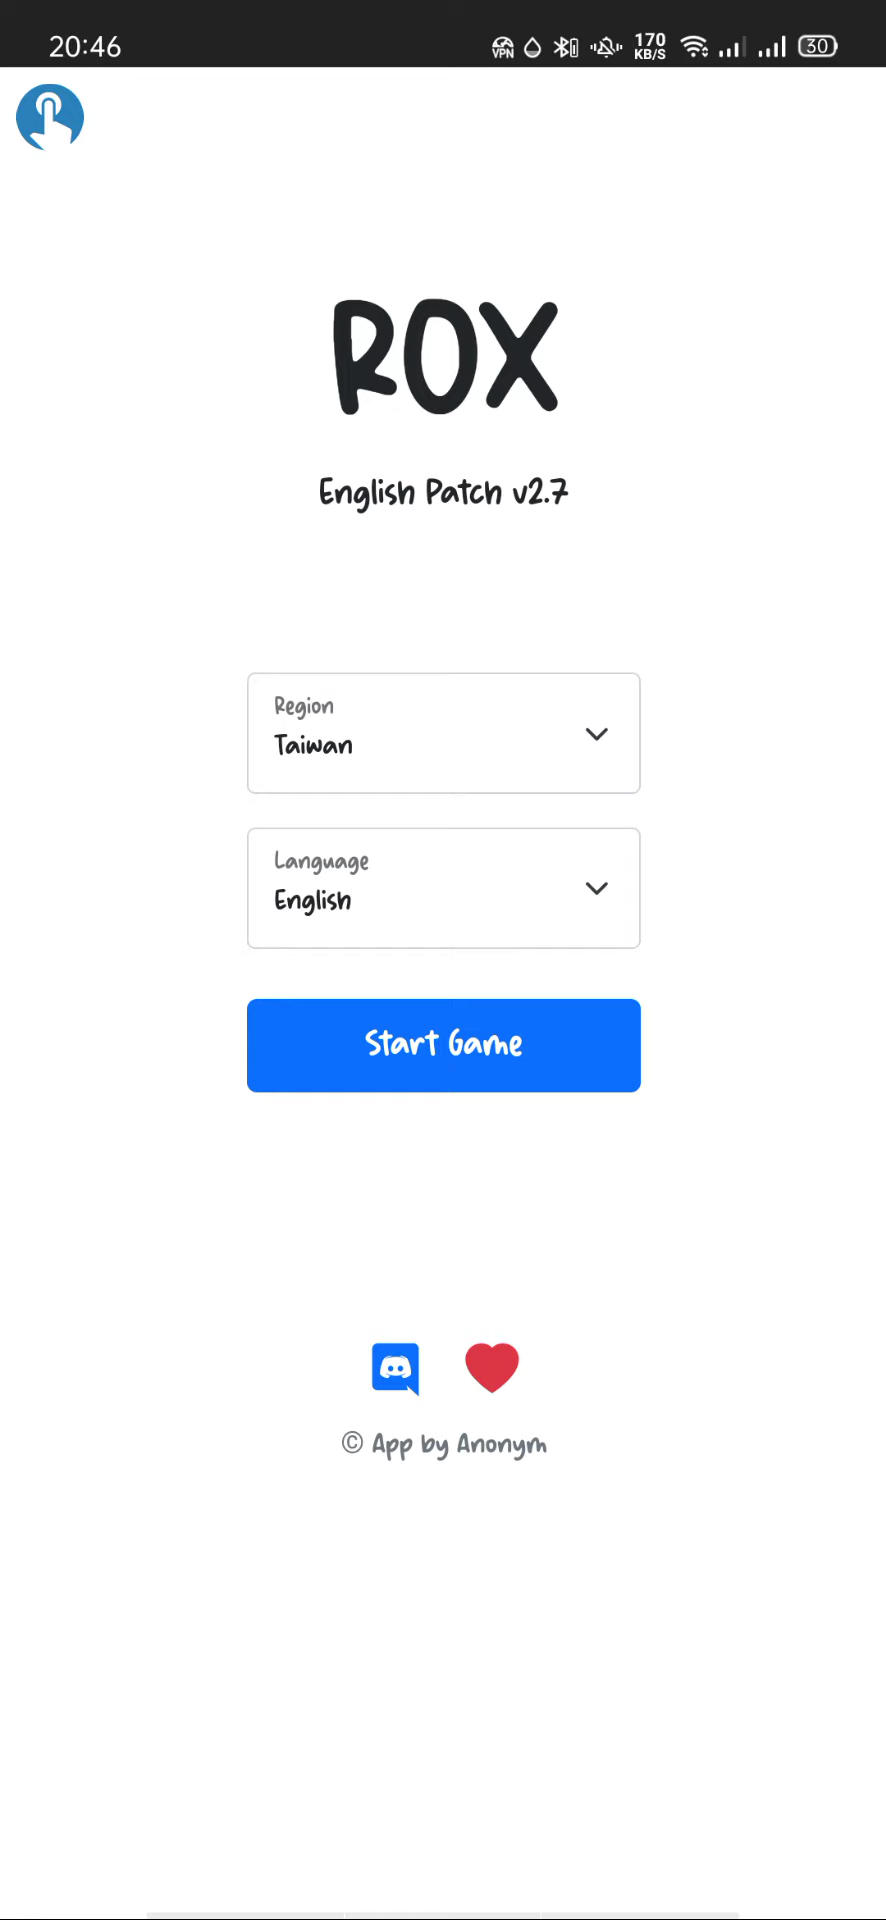 20:46
VPN
170
KB/S
30
ROX
English Patch v2.7
Region
Taiwan
Language
English
Start Game
© App by Anonym